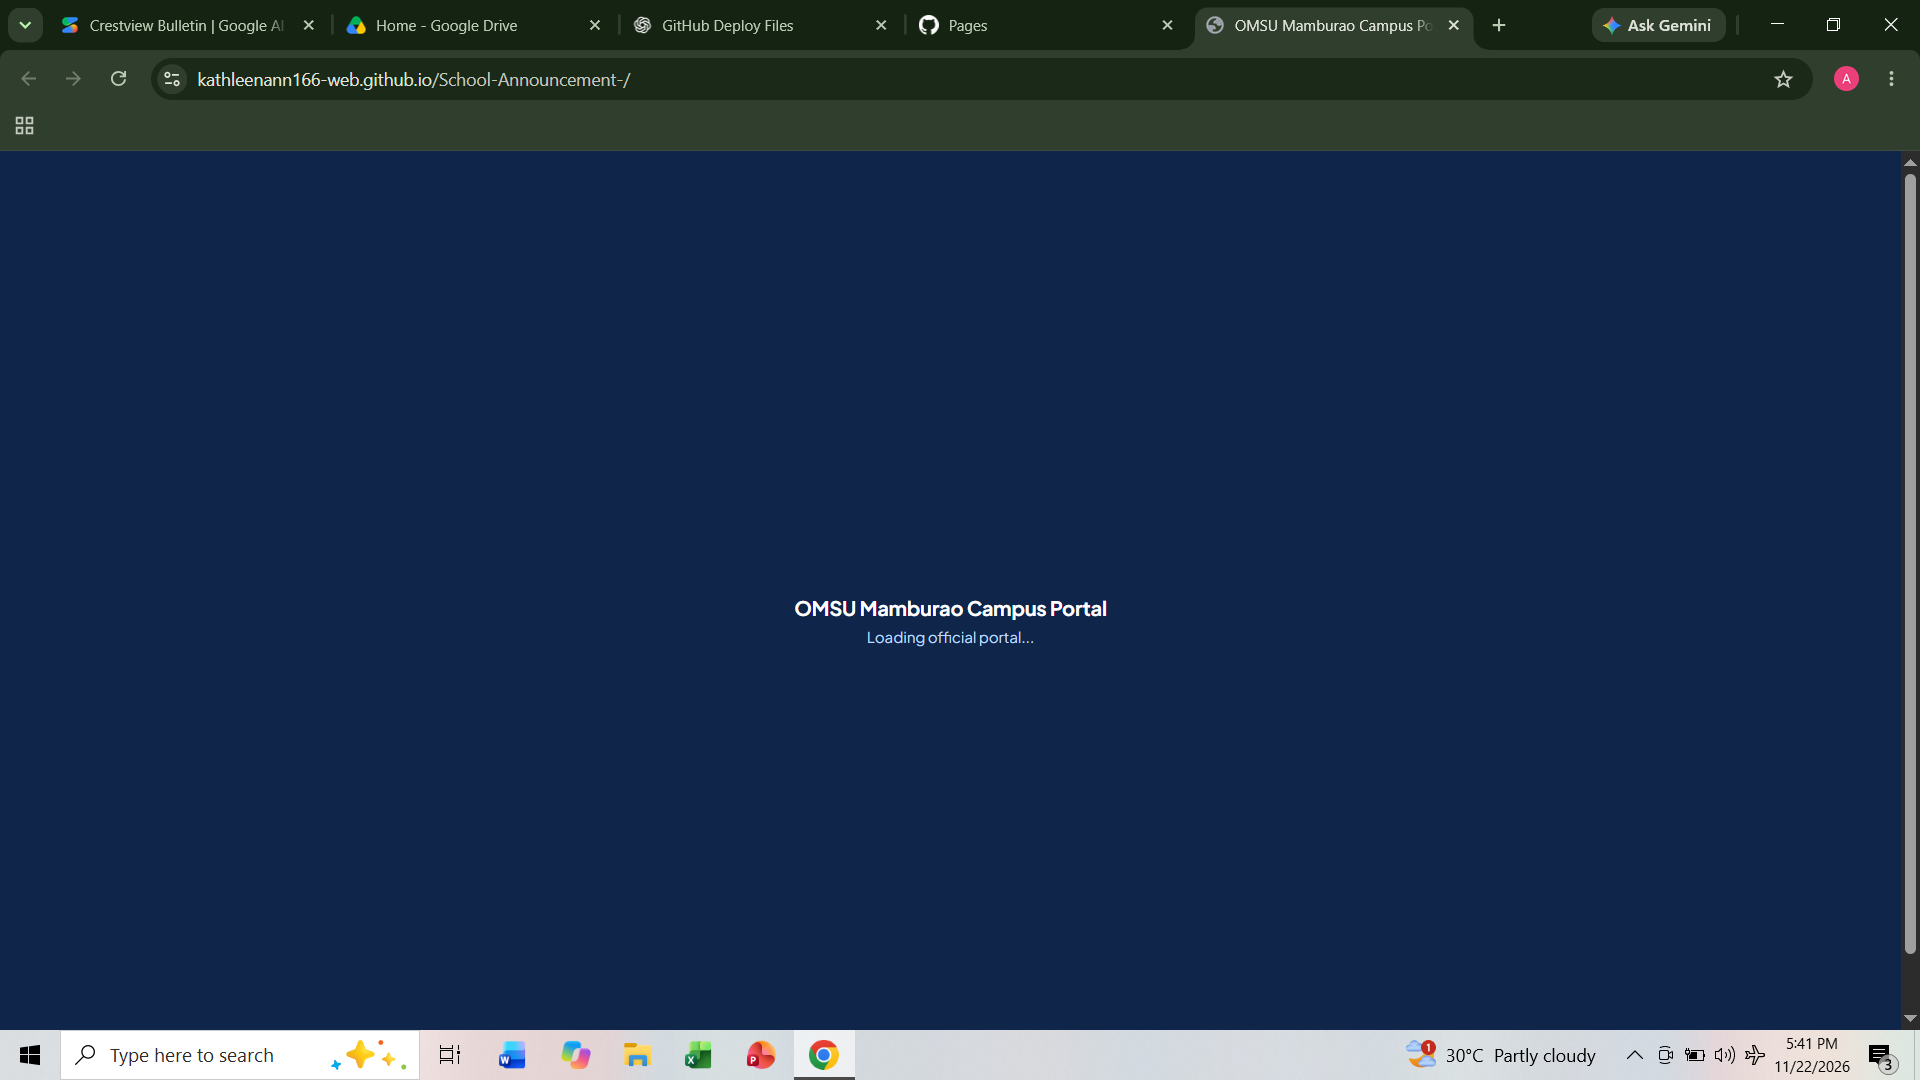 Crestview Bulletin | Google AI
Home - Google Drive
GitHub Deploy Files
Pages
OMSU Mamburao Campus Po
Ask Gemini
kathleenann166-web.github.io/School-Announcement-/
A
OMSU Mamburao Campus Portal
Loading official portal...
Type here to search
1
30°C Partly cloudy
5:41 PM
11/22/2026
3